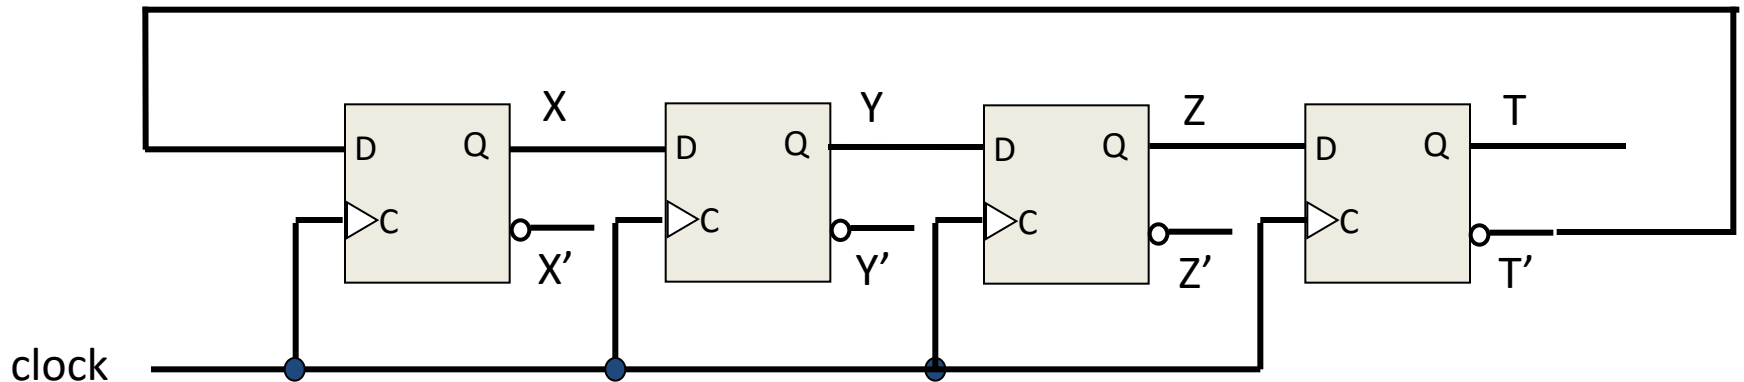 X Y Z T
D Q D Q D Q D Q
C C C C
X’ Y’ Z’ T’
clock